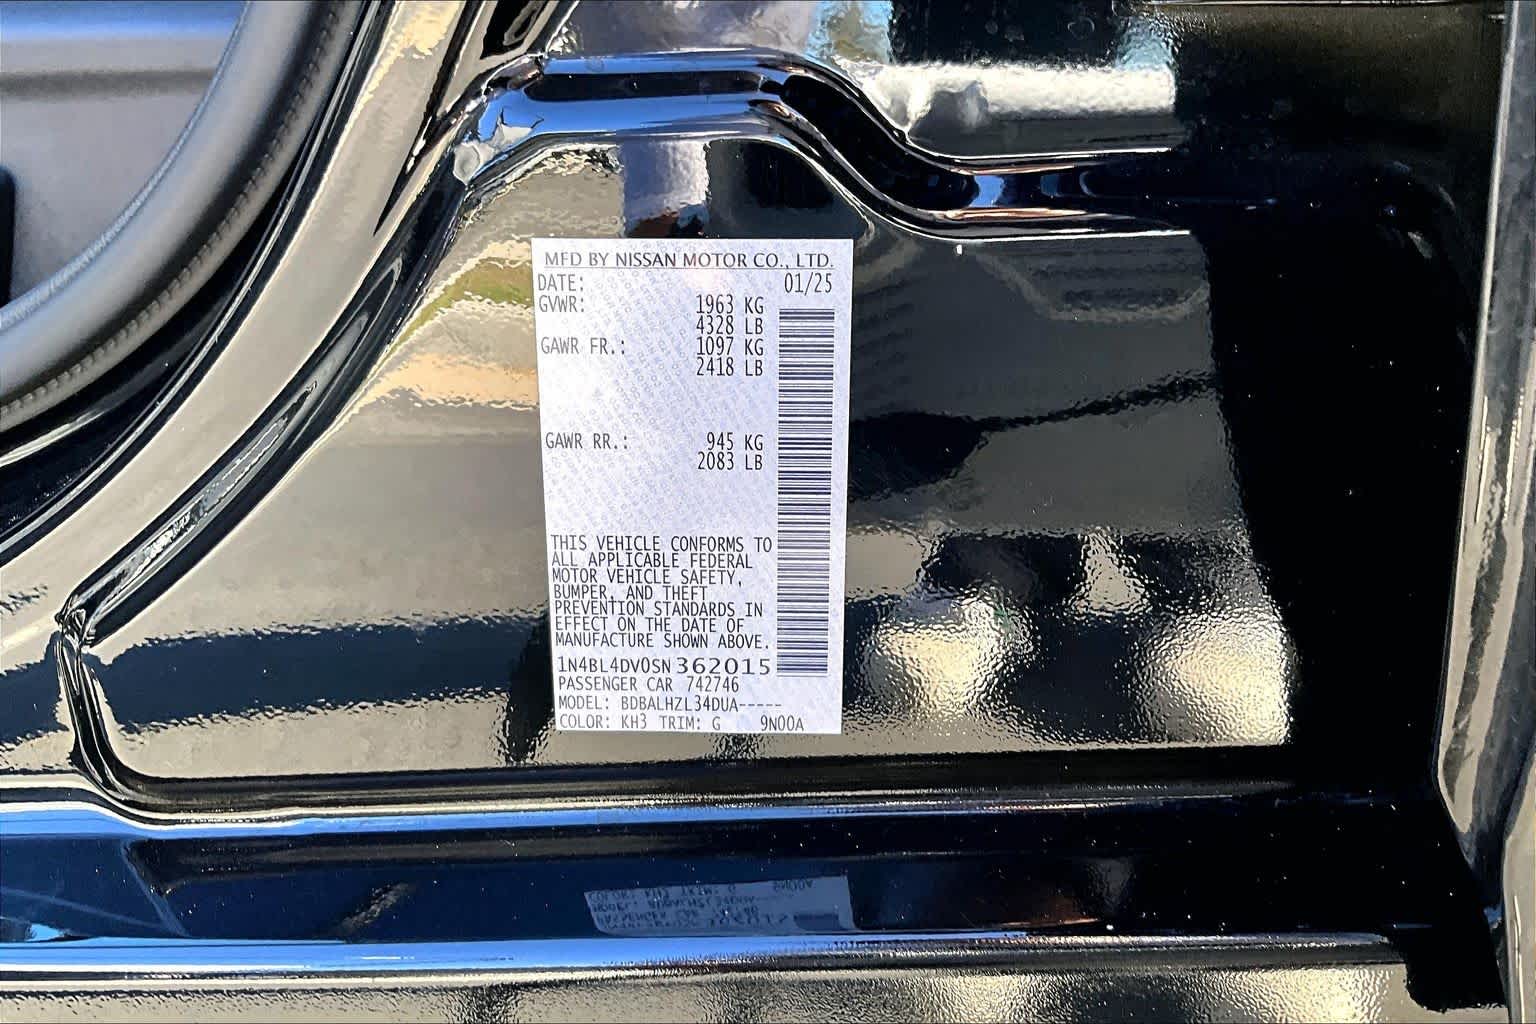 MFD BY NISSAN MOTOR CO., LTD.
DATE: 01/25
GVWR: 1963 KG
4328 LB
GAWR FR.: 1097 KG
2418 LB
GAWR RR.: 945 KG
2083 LB
THIS VEHICLE CONFORMS TO
ALL APPLICABLE FEDERAL
MOTOR VEHICLE SAFETY,
BUMPER, AND THEFT
PREVENTION STANDARDS IN
EFFECT ON THE DATE OF
MANUFACTURE SHOWN ABOVE.
1N4BL4DV0SN362015
PASSENGER CAR 742746
MODEL: BDBALHZL34DUA-----
COLOR: KH3 TRIM: G 9N00A